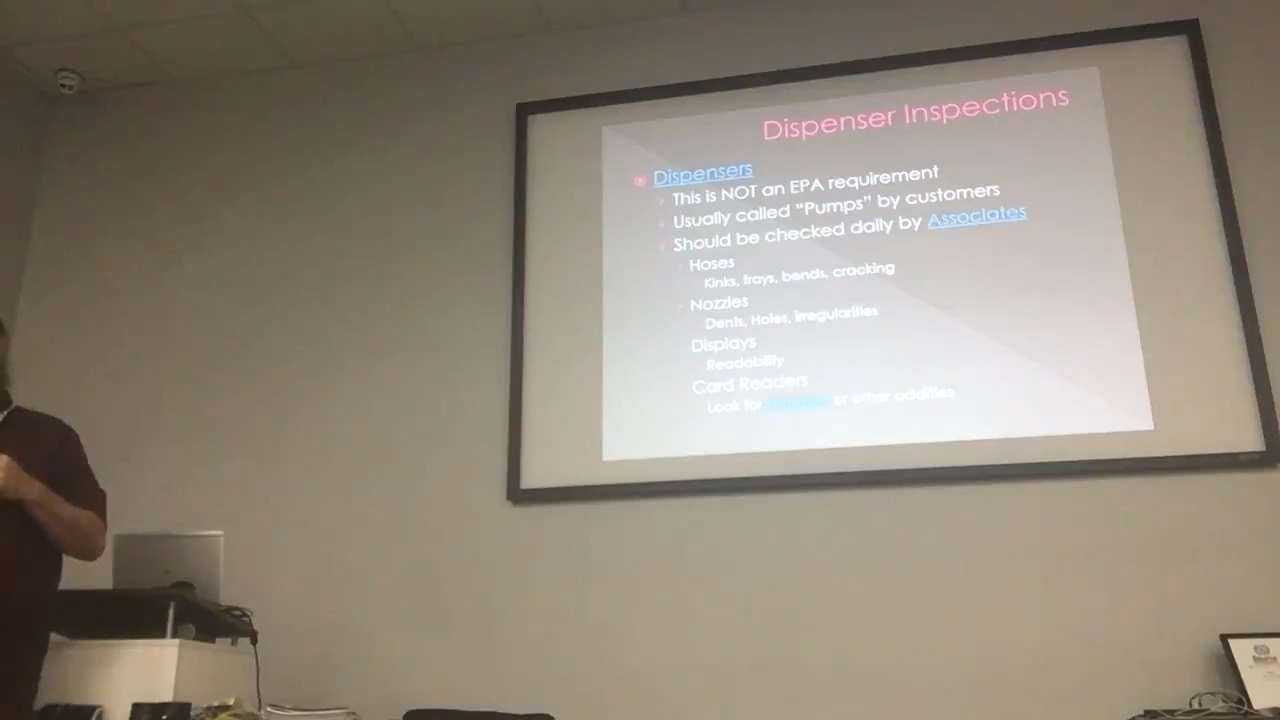 Dispenser Inspections
Dispensers
This is NOT an EPA requirement
Usually called “Pumps” by customers
Should be checked daily by Associates
Hoses
Kinks, frays, bends, cracking
Nozzles
Dents, Holes, irregularities
Displays
Readability
Card Readers
Look for or other oddities